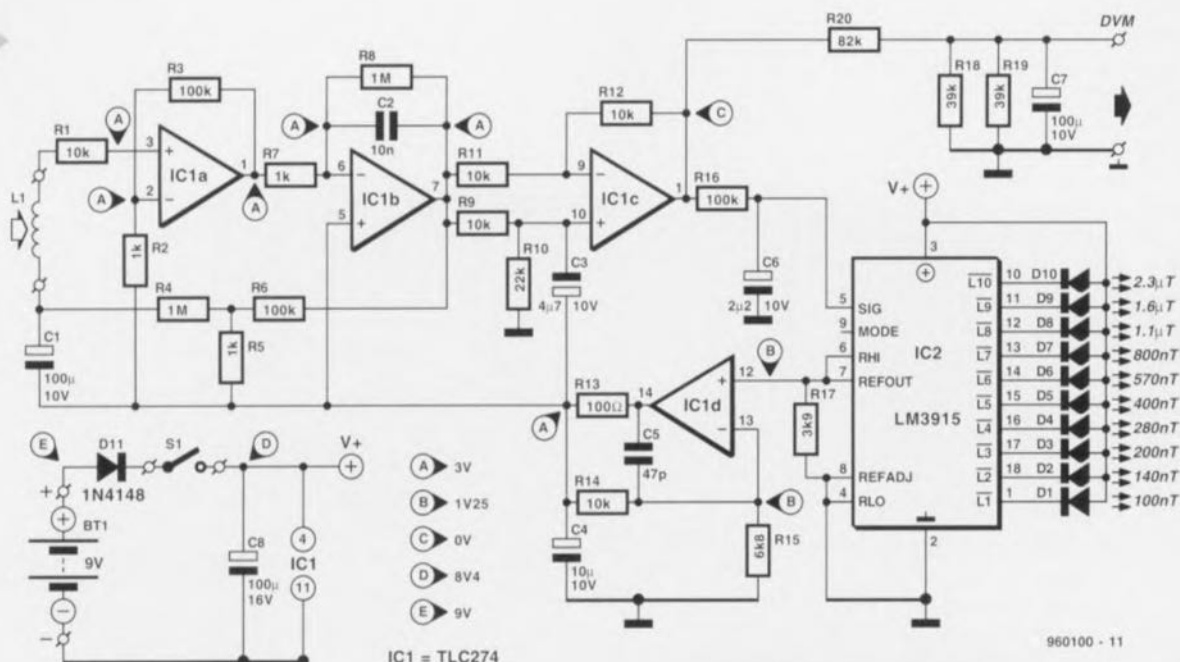 R20
82k
DVM
R3
100k
R8
1M
C2
10n
R12
10k
C
R18
39k
R19
39k
C7
100µ
10V
A
R1
10k
A
3
+
IC1a
1
2
−
A
A
R7
1k
A
6
−
IC1b
7
5
+
R11
10k
R9
10k
9
−
IC1c
1
10
+
R16
100k
V+
+
L1
R2
1k
R10
22k
C3
4µ7
10V
C6
2µ2
10V
3
+
R4
1M
R6
100k
R5
1k
C1
100µ
10V
5
SIG
9
MODE
6
RHI
7
REFOUT
8
REFADJ
4
RLO
IC2
LM3915
2
L10
10
D10
2.3µT
L9
11
D9
1.6µT
L8
12
D8
1.1µT
L7
13
D7
800nT
L6
14
D6
570nT
L5
15
D5
400nT
L4
16
D4
280nT
L3
17
D3
200nT
L2
18
D2
140nT
L1
1
D1
100nT
R13
100Ω
A
14
IC1d
+
12
B
−
13
R17
3k9
C5
47p
R14
10k
B
C4
10µ
10V
R15
6k8
E
D11
1N4148
S1
D
V+
+
+
+
BT1
9V
−
−
C8
100µ
16V
4
IC1
11
A 3V
B 1V25
C 0V
D 8V4
E 9V
IC1 = TLC274
960100 - 11